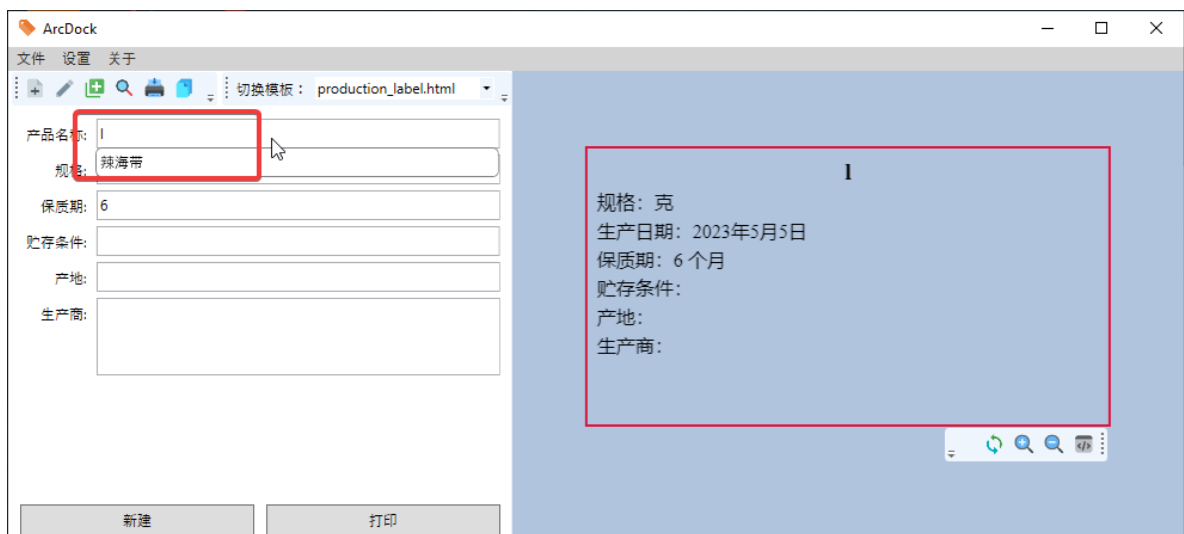 ArcDock
文件 设置 关于
切换模板： production_label.html
产品名称: l
辣海带
规格:
保质期: 6
贮存条件:
产地:
生产商:
新建 打印
l
规格：克
生产日期：2023年5月5日
保质期：6 个月
贮存条件：
产地：
生产商：